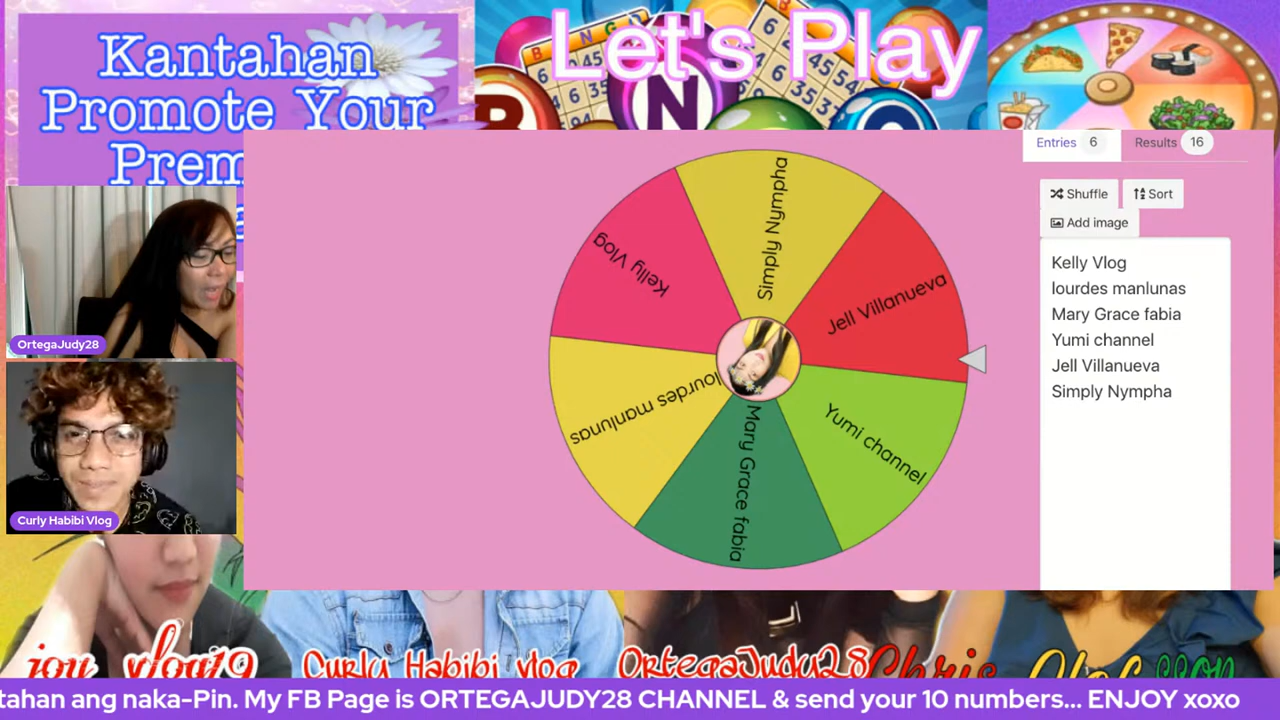 Kantahan
Promote Your
Prem
Let's Play
B N G
N
Entries 6
Results 16
Shuffle
Sort
Add image
Kelly Vlog
lourdes manlunas
Mary Grace fabia
Yumi channel
Jell Villanueva
Simply Nympha
Simply Nympha
Jell Villanueva
Yumi channel
Mary Grace fabia
lourdes manlunas
Kelly Vlog
OrtegaJudy28
Curly Habibi Vlog
joy vlog19
Curly Habibi vlog
OrtegaJudy28
Chris
tahan ang naka-Pin. My FB Page is ORTEGAJUDY28 CHANNEL & send your 10 numbers... ENJOY xoxo